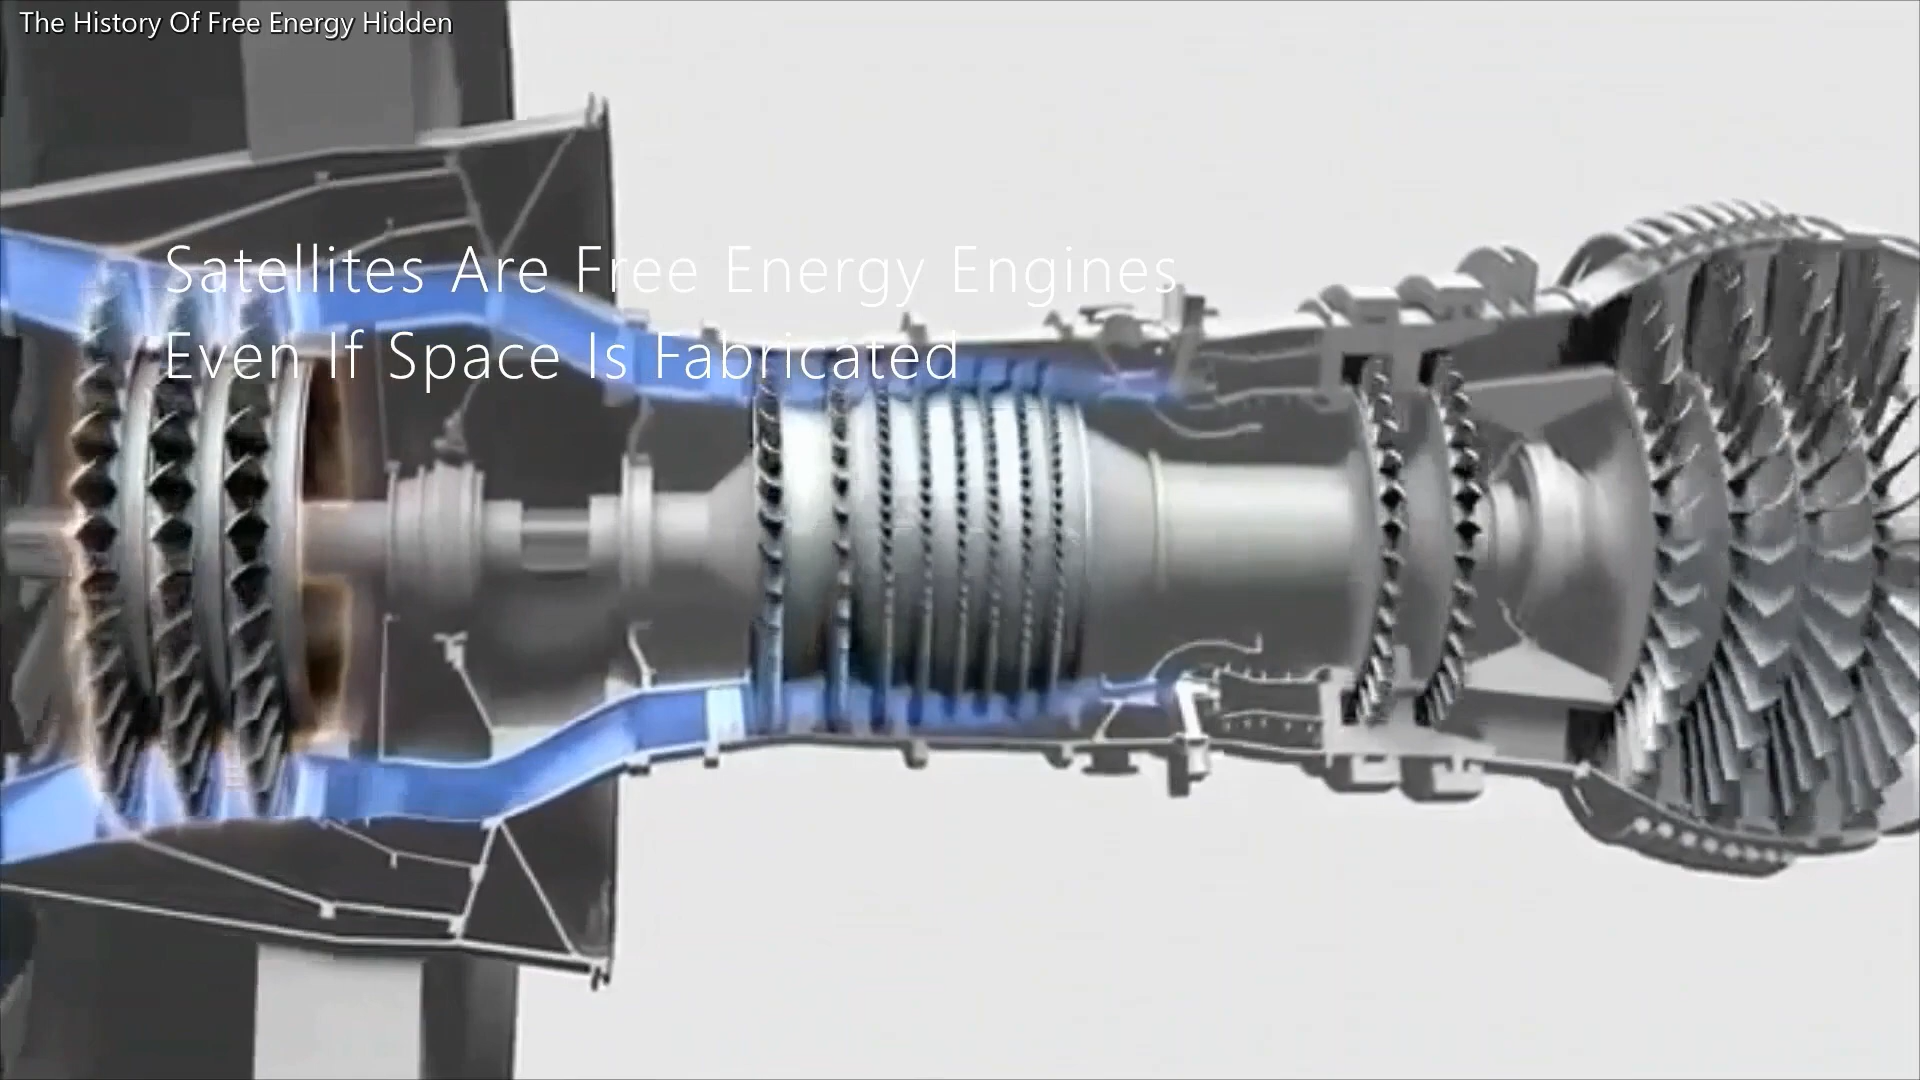 The History Of Free Energy Hidden
Satellites Are Free Energy Engines
Even If Space Is Fabricated